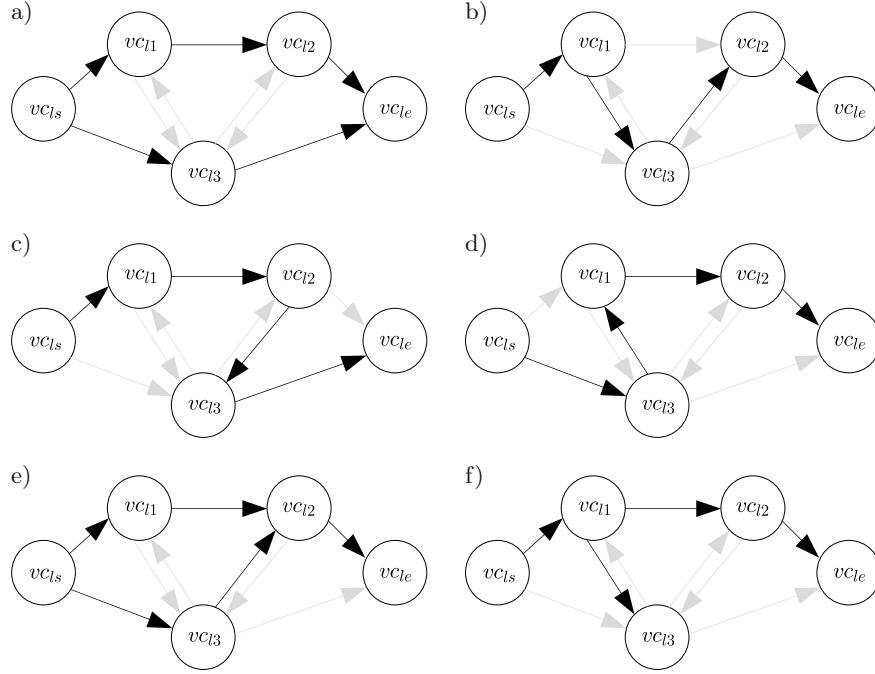 a) b)
vc_{l1} vc_{l2} vc_{l1} vc_{l2}
vc_{ls} vc_{le} vc_{ls} vc_{le}
vc_{l3} vc_{l3}
c) d)
vc_{l1} vc_{l2} vc_{l1} vc_{l2}
vc_{ls} vc_{le} vc_{ls} vc_{le}
vc_{l3} vc_{l3}
e) f)
vc_{l1} vc_{l2} vc_{l1} vc_{l2}
vc_{ls} vc_{le} vc_{ls} vc_{le}
vc_{l3} vc_{l3}